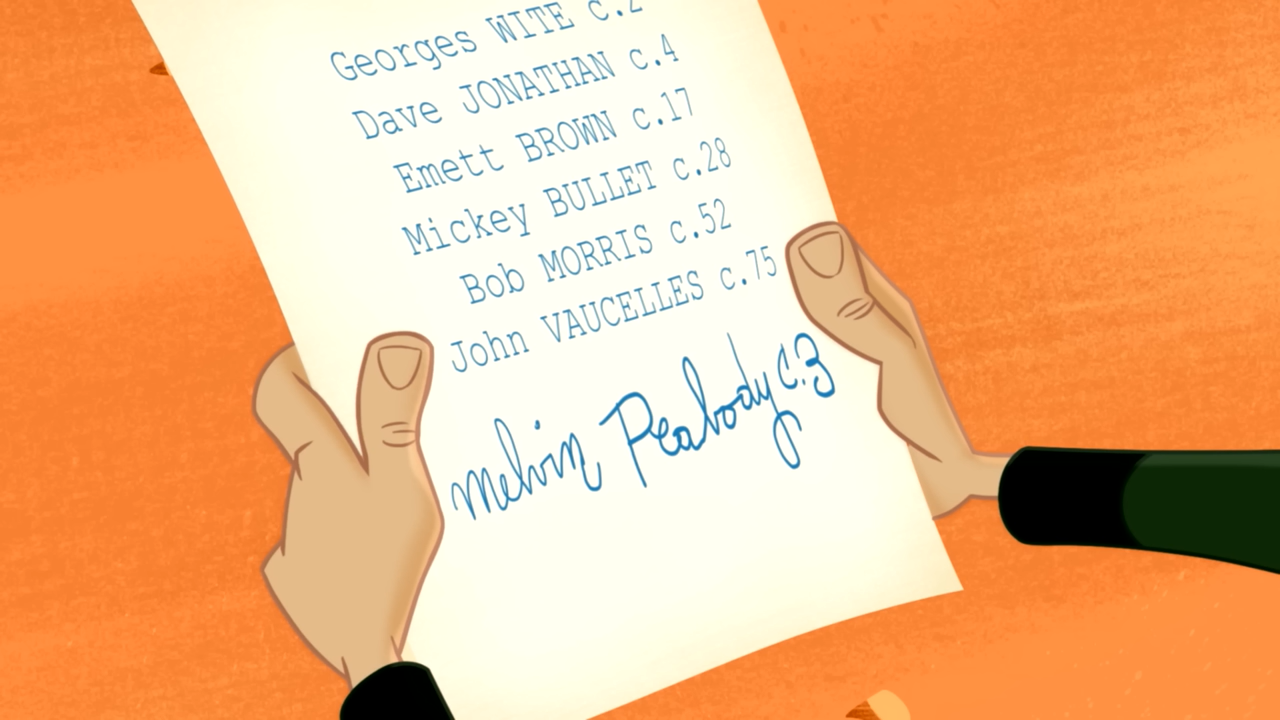 Georges WITE c.2
Dave JONATHAN c.4
Emett BROWN c.17
Mickey BULLET c.28
Bob MORRIS c.52
John VAUCELLES c.75
Melvin Peabody c.3